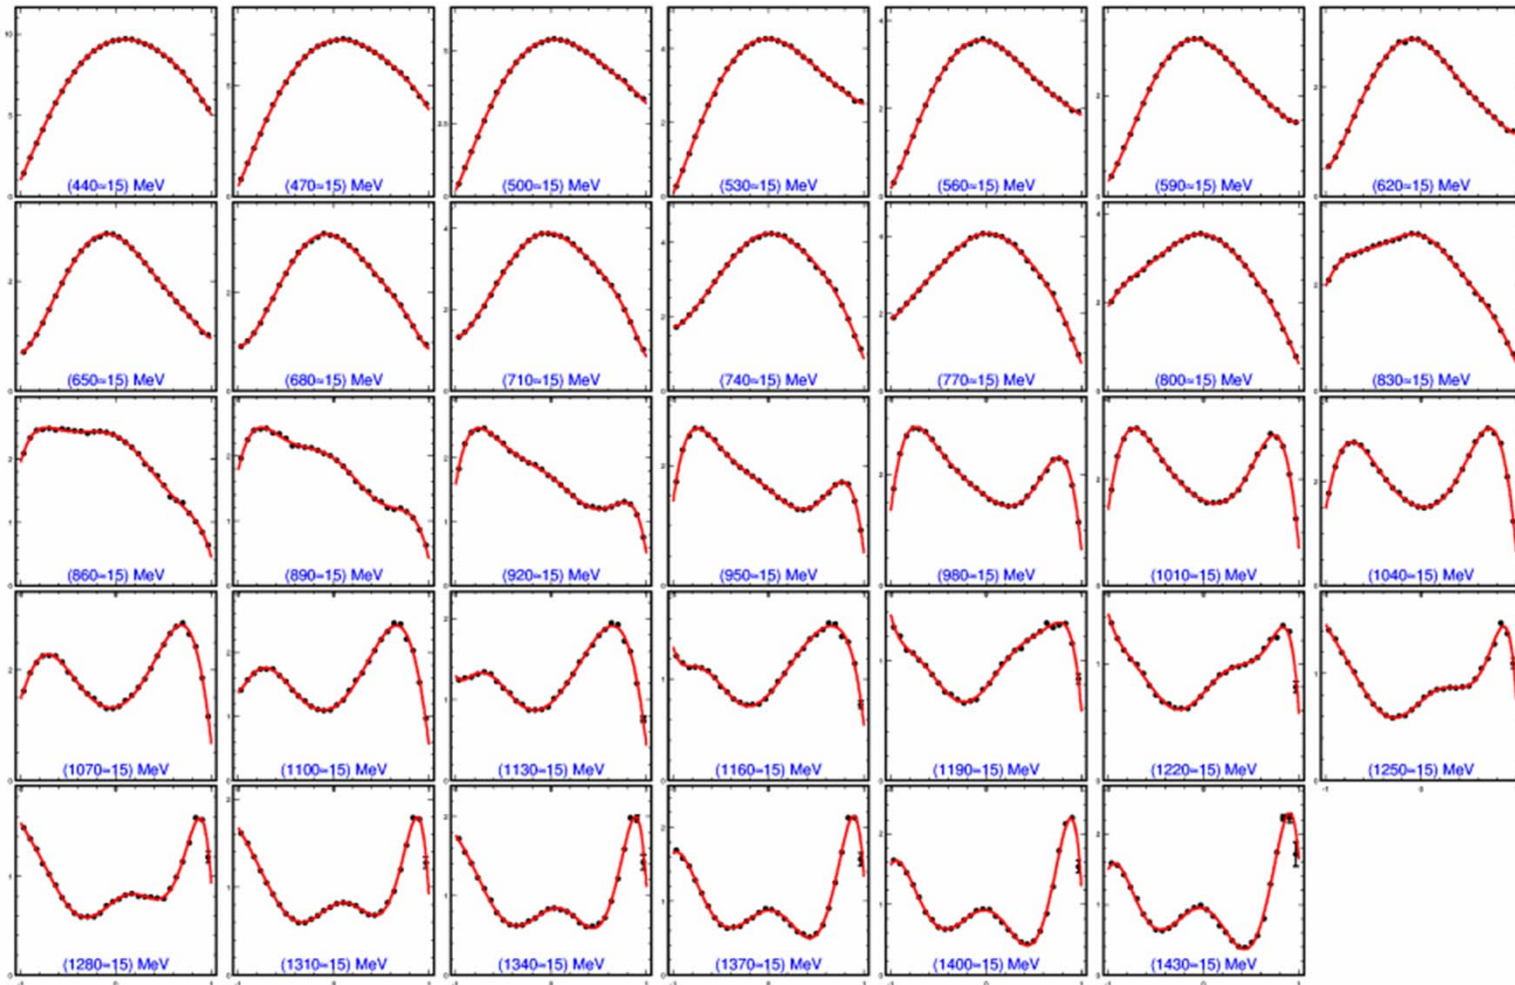 (440≃15) MeV (470≃15) MeV (500≃15) MeV (530≃15) MeV (560≃15) MeV (590≃15) MeV (620≃15) MeV
(650≃15) MeV (680≃15) MeV (710≃15) MeV (740≃15) MeV (770≃15) MeV (800≃15) MeV (830≃15) MeV
(860≃15) MeV (890≃15) MeV (920≃15) MeV (950≃15) MeV (980≃15) MeV (1010≃15) MeV (1040≃15) MeV
(1070≃15) MeV (1100≃15) MeV (1130≃15) MeV (1160≃15) MeV (1190≃15) MeV (1220≃15) MeV (1250≃15) MeV
(1280≃15) MeV (1310≃15) MeV (1340≃15) MeV (1370≃15) MeV (1400≃15) MeV (1430≃15) MeV